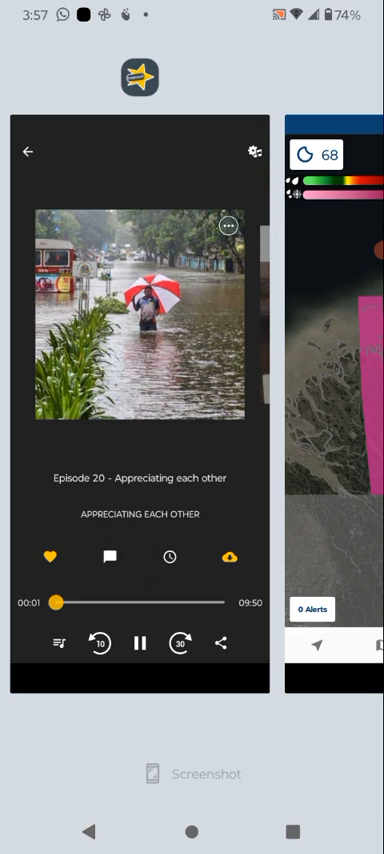 3:57
74%
68
0 Alerts
Episode 20 - Appreciating each other
APPRECIATING EACH OTHER
00:01
09:50
10
30
Screenshot